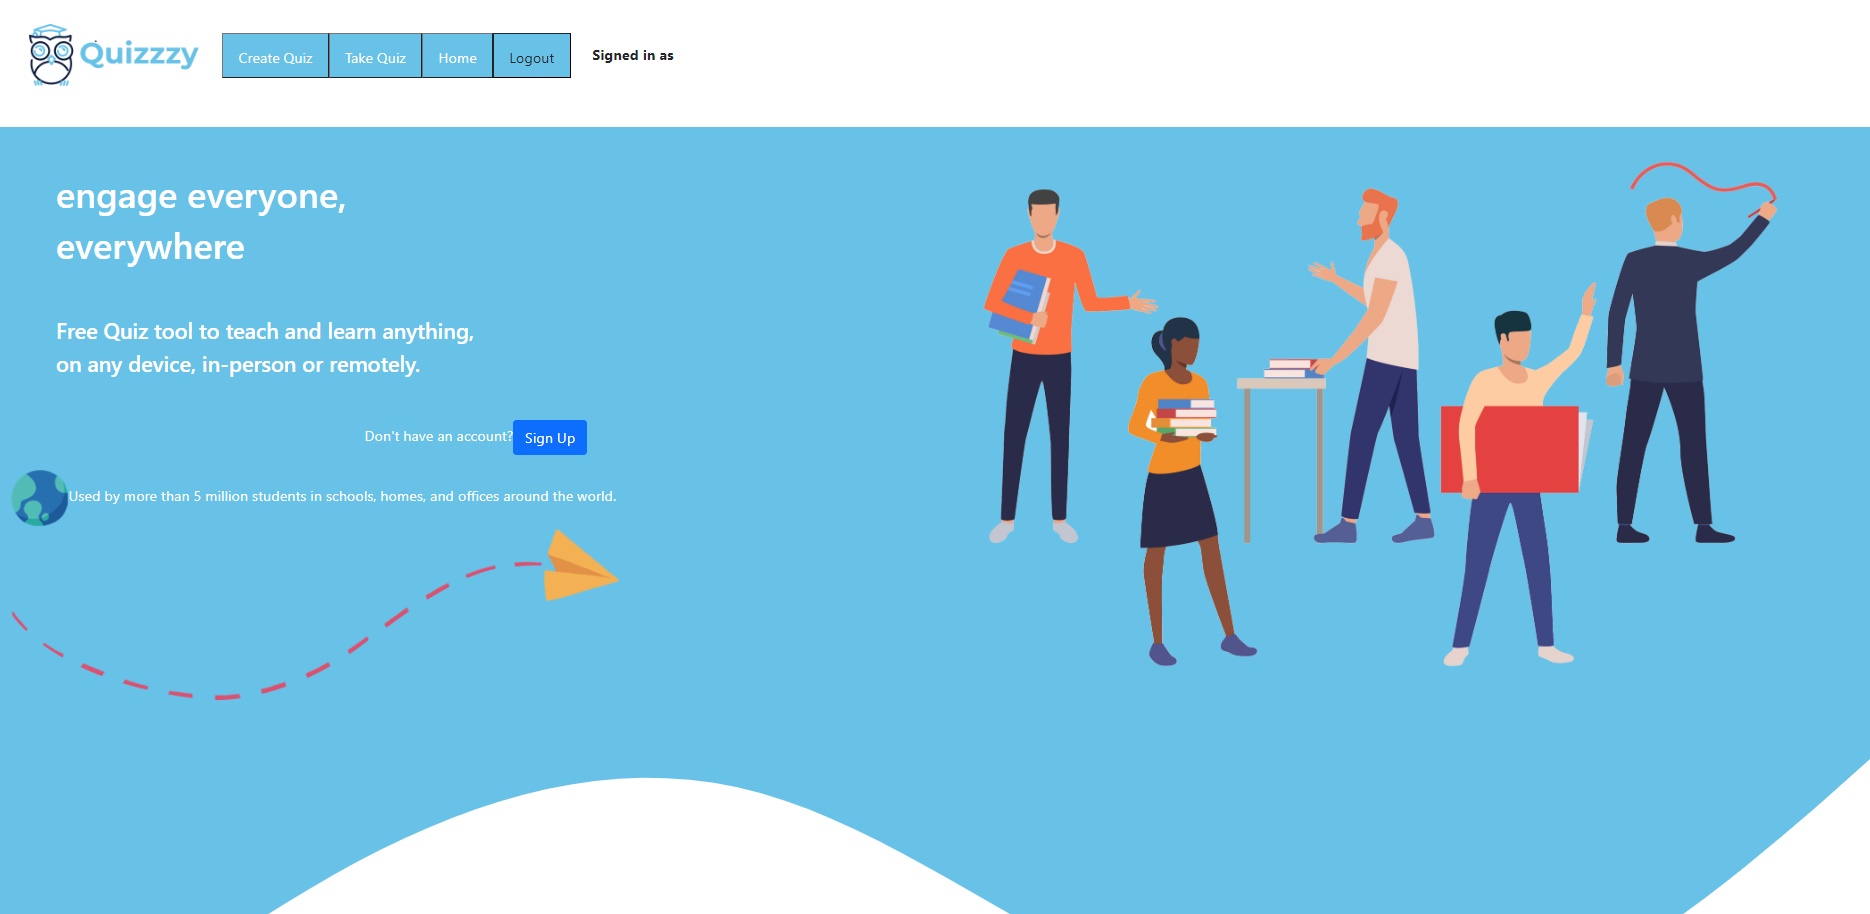 Quizzzy
Create Quiz
Take Quiz
Home
Logout
Signed in as
engage everyone,
everywhere
Free Quiz tool to teach and learn anything,
on any device, in-person or remotely.
Don't have an account? Sign Up
Used by more than 5 million students in schools, homes, and offices around the world.